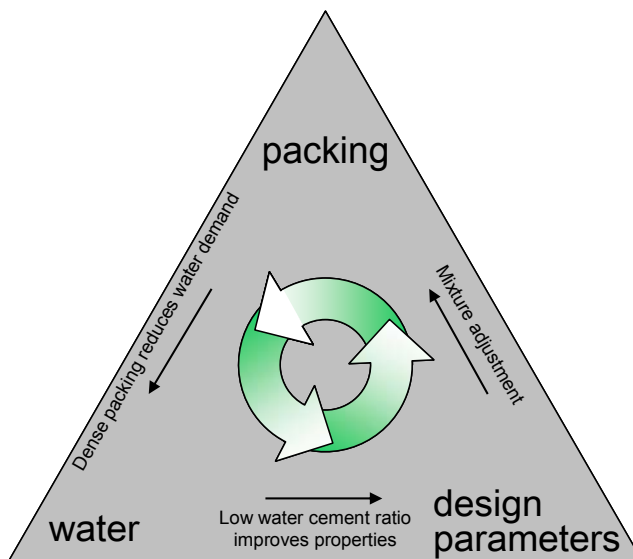 packing
Dense packing reduces water demand
Mixture adjustment
water
Low water cement ratio
improves properties
design
parameters